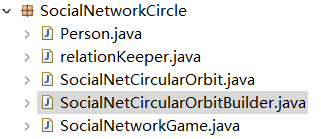 SocialNetworkCircle
Person.java
relationKeeper.java
SocialNetCircularOrbit.java
SocialNetCircularOrbitBuilder.java
SocialNetworkGame.java